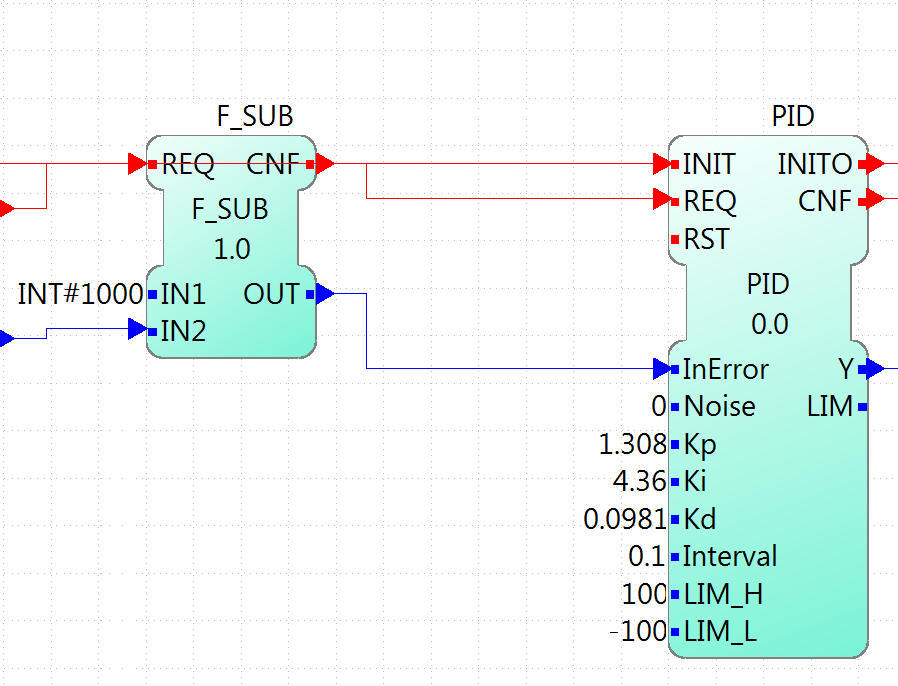 F_SUB
REQ CNF
F_SUB
1.0
INT#1000 IN1 OUT
IN2
PID
INIT INITO
REQ CNF
RST
PID
0.0
InError Y
0 Noise LIM
1.308 Kp
4.36 Ki
0.0981 Kd
0.1 Interval
100 LIM_H
-100 LIM_L